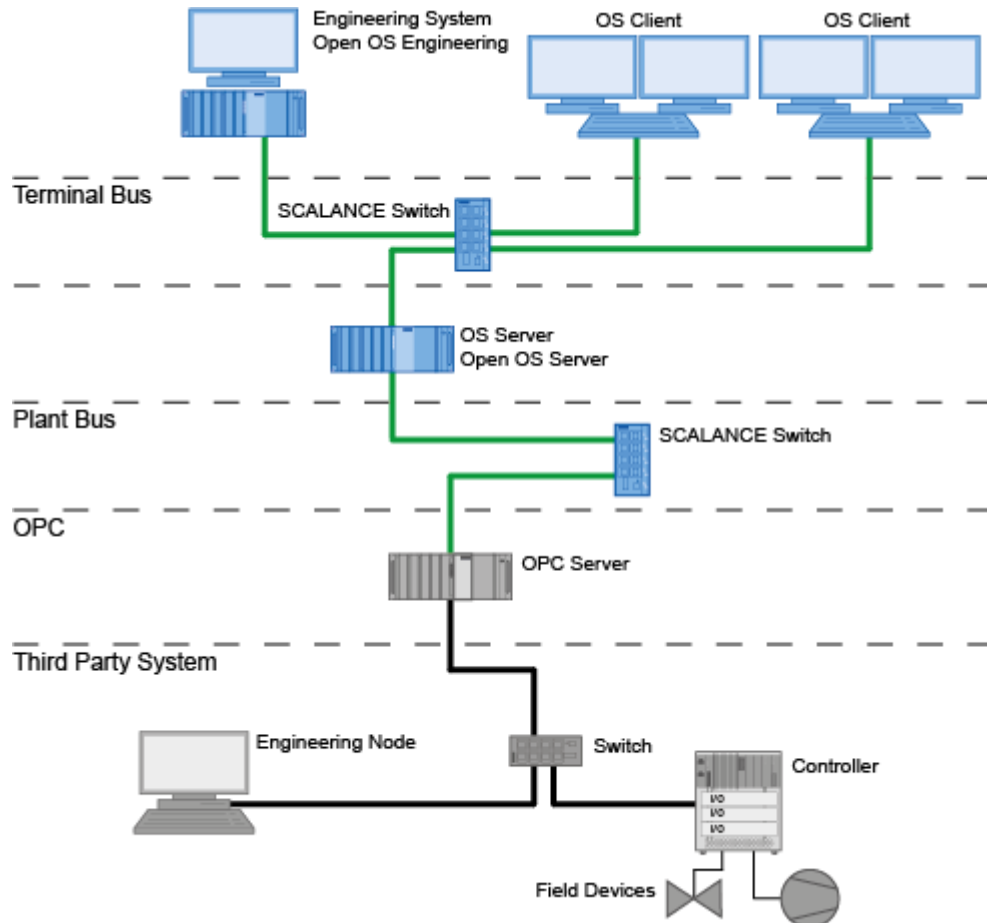 Engineering System
Open OS Engineering
OS Client
OS Client
Terminal Bus
SCALANCE Switch
OS Server
Open OS Server
Plant Bus
SCALANCE Switch
OPC
OPC Server
Third Party System
Engineering Node
Switch
Controller
I/O
I/O
I/O
Field Devices